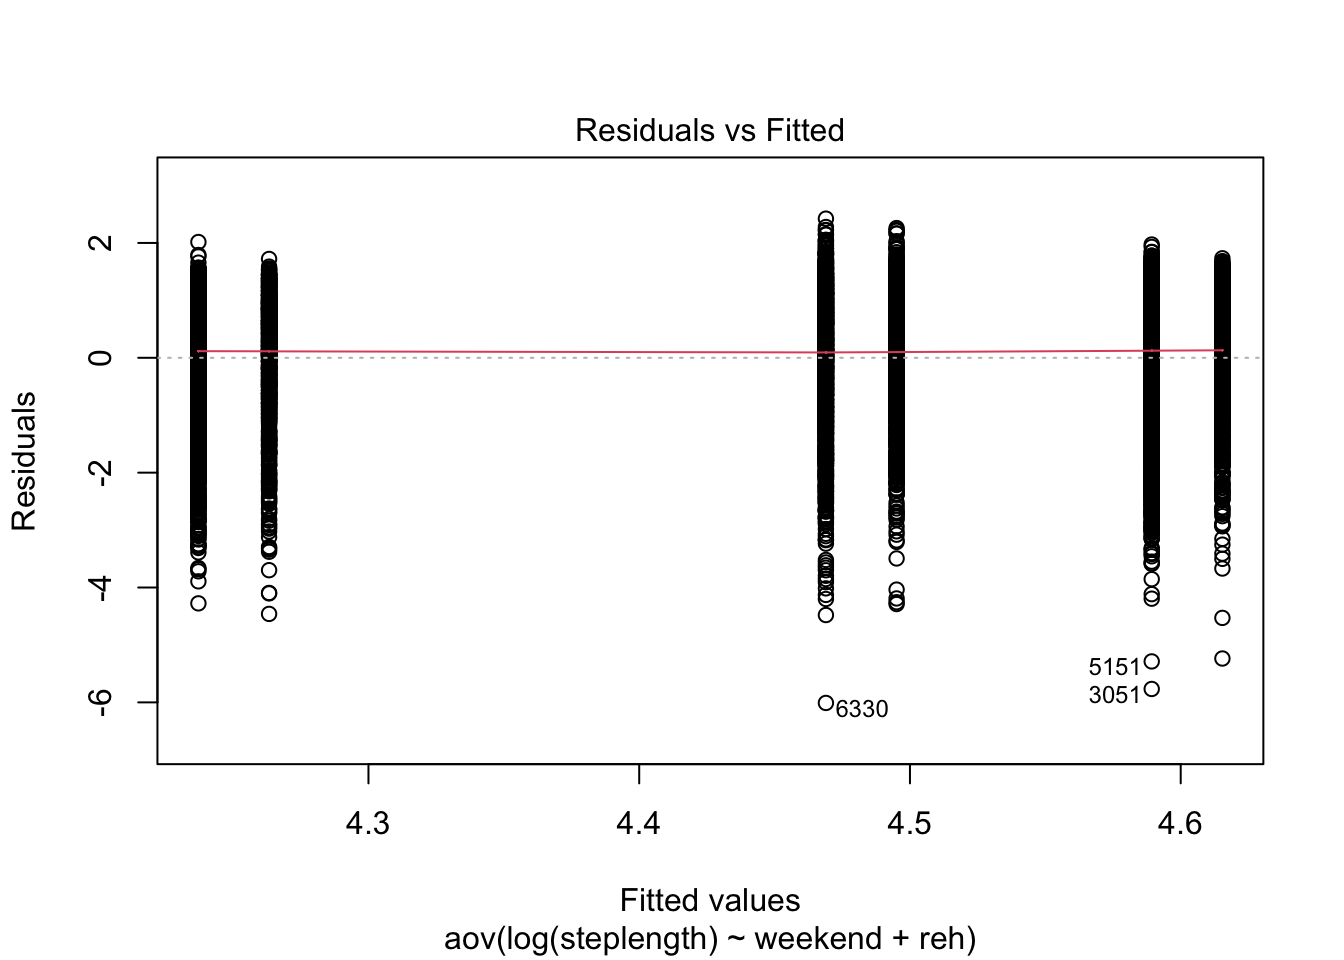 Residuals vs Fitted
Residuals
2
0
-2
-4
-6
5151
3051
6330
4.3 4.4 4.5 4.6
Fitted values
aov(log(steplength) ~ weekend + reh)